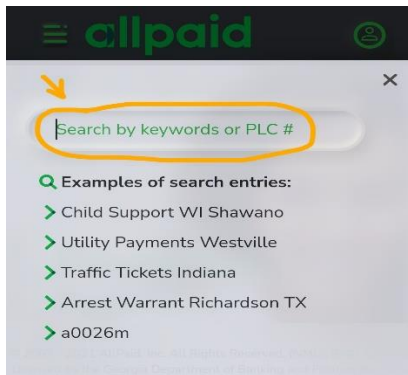 allpaid
Search by keywords or PLC #
Examples of search entries:
Child Support WI Shawano
Utility Payments Westville
Traffic Tickets Indiana
Arrest Warrant Richardson TX
a0026m